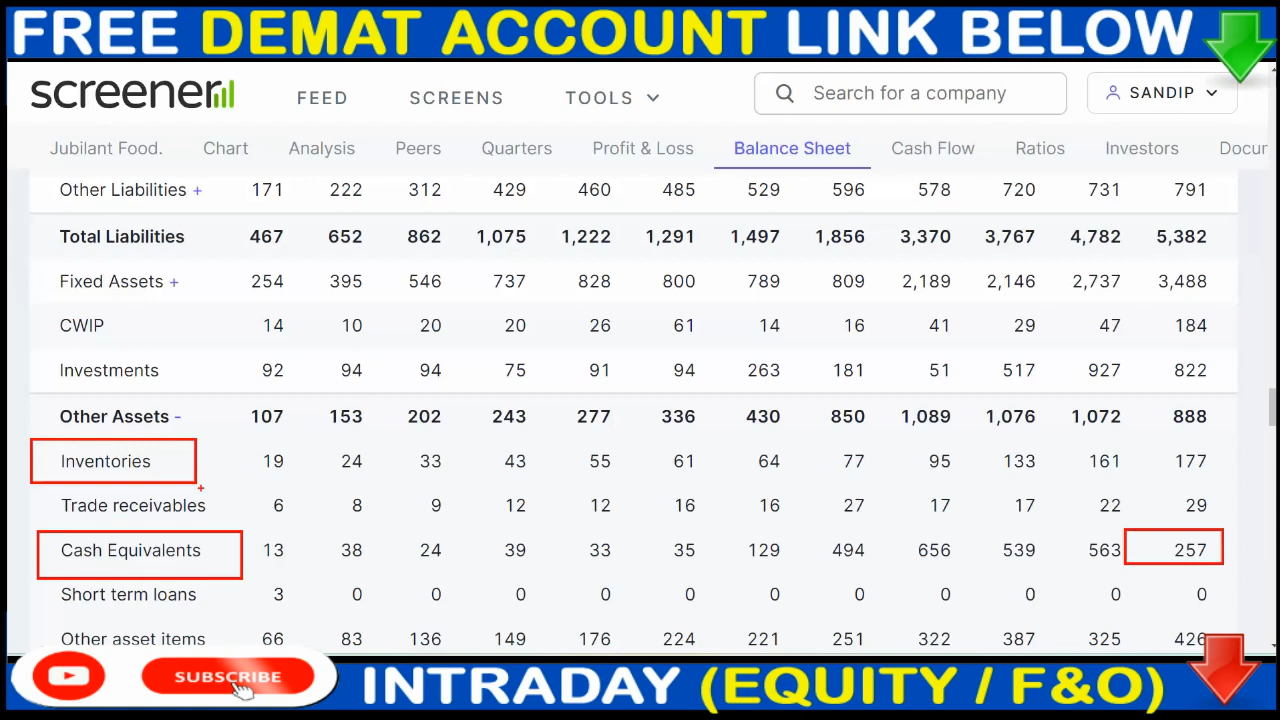 FREE DEMAT ACCOUNT LINK BELOW
screener FEED SCREENS TOOLS Search for a company SANDIP
Jubilant Food. Chart Analysis Peers Quarters Profit & Loss Balance Sheet Cash Flow Ratios Investors Docur
Other Liabilities + 171 222 312 429 460 485 529 596 578 720 731 791
Total Liabilities 467 652 862 1,075 1,222 1,291 1,497 1,856 3,370 3,767 4,782 5,382
Fixed Assets + 254 395 546 737 828 800 789 809 2,189 2,146 2,737 3,488
CWIP 14 10 20 20 26 61 14 16 41 29 47 184
Investments 92 94 94 75 91 94 263 181 51 517 927 822
Other Assets - 107 153 202 243 277 336 430 850 1,089 1,076 1,072 888
Inventories 19 24 33 43 55 61 64 77 95 133 161 177
Trade receivables 6 8 9 12 12 16 16 27 17 17 22 29
Cash Equivalents 13 38 24 39 33 35 129 494 656 539 563 257
Short term loans 3 0 0 0 0 0 0 0 0 0 0 0
Other asset items 66 83 136 149 176 224 221 251 322 387 325 426
SUBSCRIBE INTRADAY (EQUITY / F&O)